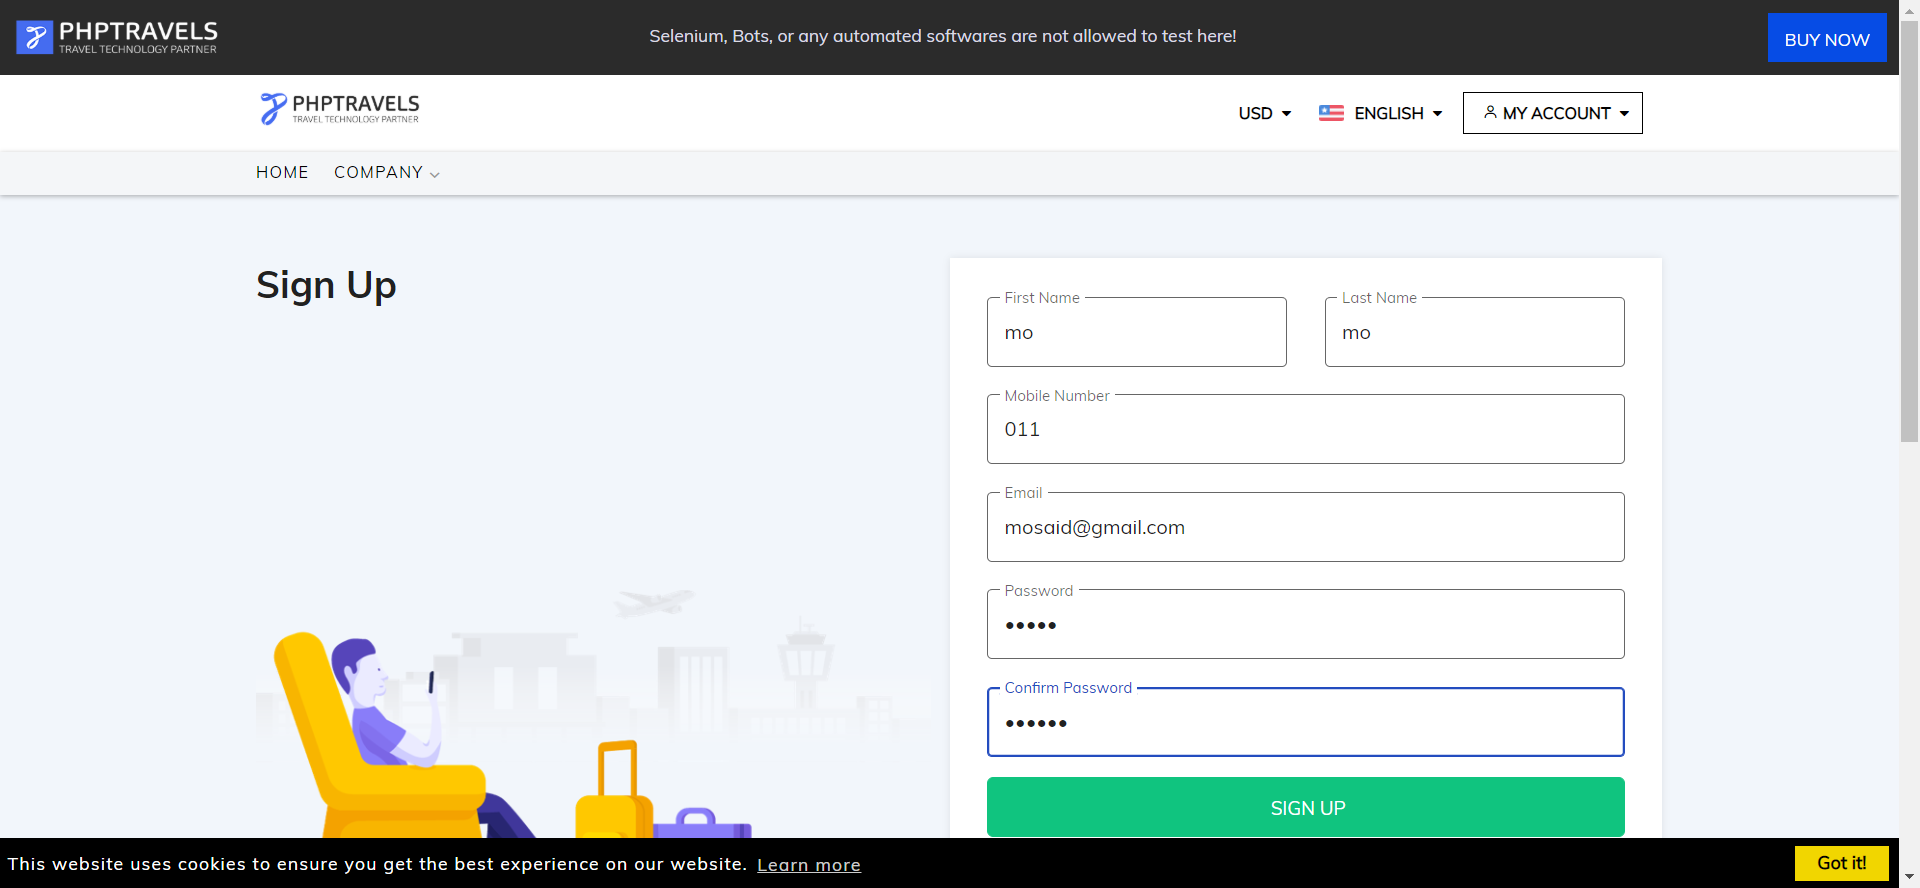 PHPTRAVELS
TRAVEL TECHNOLOGY PARTNER
Selenium, Bots, or any automated softwares are not allowed to test here!
BUY NOW
PHPTRAVELS
TRAVEL TECHNOLOGY PARTNER
USD
ENGLISH
MY ACCOUNT
HOME
COMPANY
Sign Up
First Name
mo
Last Name
mo
Mobile Number
011
Email
mosaid@gmail.com
Password
•••••
Confirm Password
••••••
SIGN UP
This website uses cookies to ensure you get the best experience on our website. Learn more
Got it!